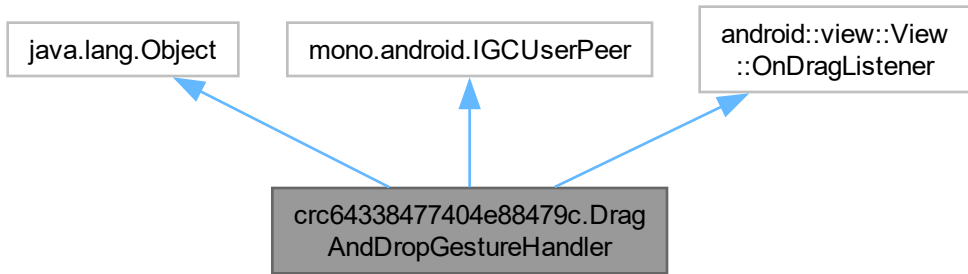 java.lang.Object
mono.android.IGCUserPeer
android::view::View
::OnDragListener
crc64338477404e88479c.Drag
AndDropGestureHandler